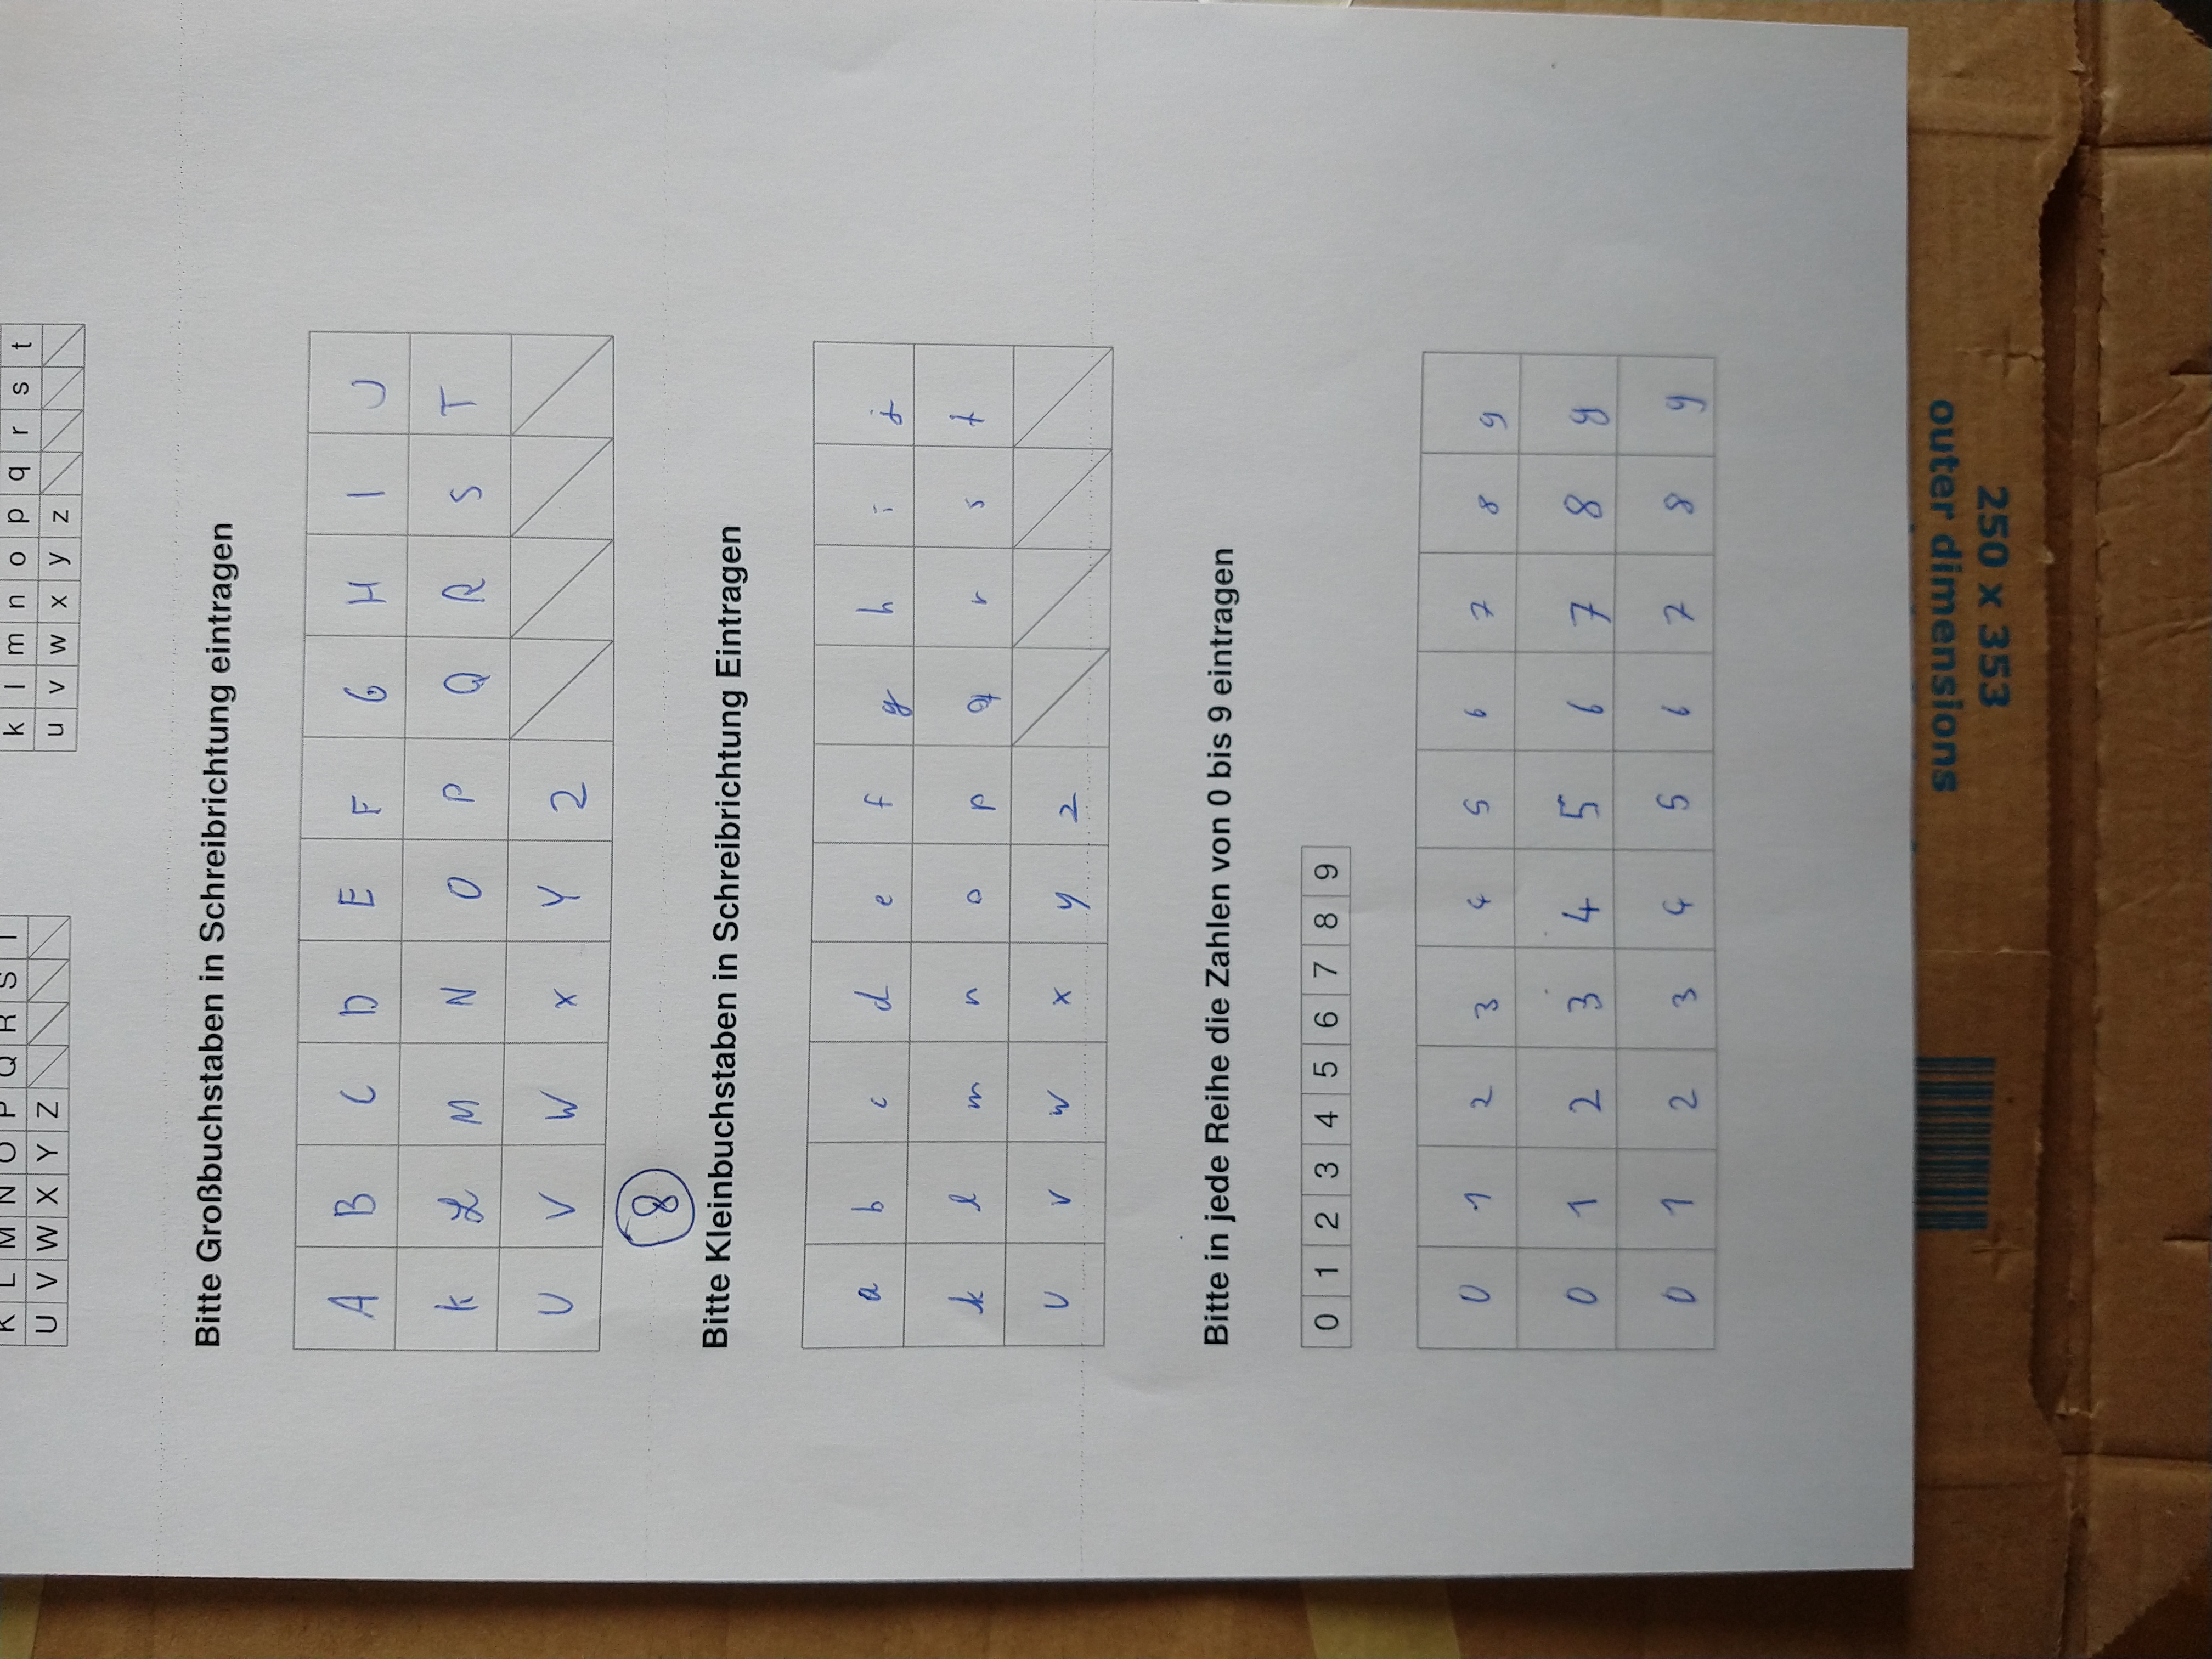 K L M N O P Q R S T
U V W X Y Z
k l m n o p q r s t
u v w x y z
Bitte Großbuchstaben in Schreibrichtung eintragen
A B C D E F G H I J
K L M N O P Q R S T
U V W X Y Z
8
Bitte Kleinbuchstaben in Schreibrichtung Eintragen
a b c d e f g h i j
k l m n o p q r s t
u v w x y z
Bitte in jede Reihe die Zahlen von 0 bis 9 eintragen
0 1 2 3 4 5 6 7 8 9
0 1 2 3 4 5 6 7 8 9
0 1 2 3 4 5 6 7 8 9
0 1 2 3 4 5 6 7 8 9
250 x 353
outer dimensions